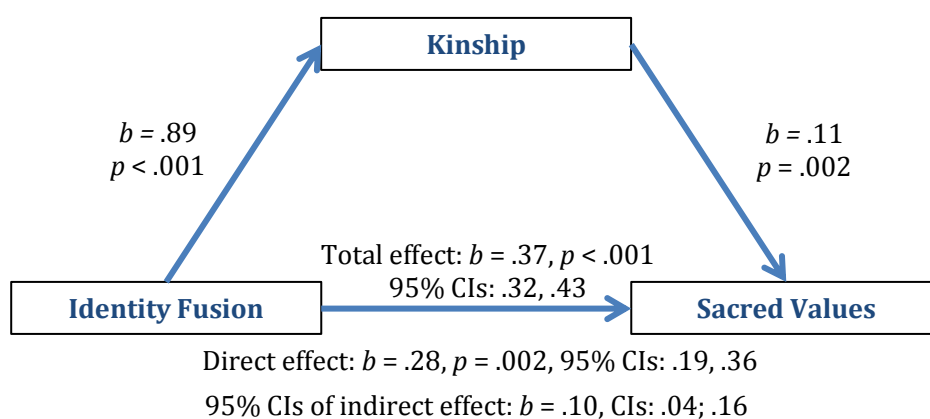 Kinship
b = .89
p < .001
b = .11
p = .002
Total effect: b = .37, p < .001
95% CIs: .32, .43
Identity Fusion
Sacred Values
Direct effect: b = .28, p = .002, 95% CIs: .19, .36
95% CIs of indirect effect: b = .10, CIs: .04; .16